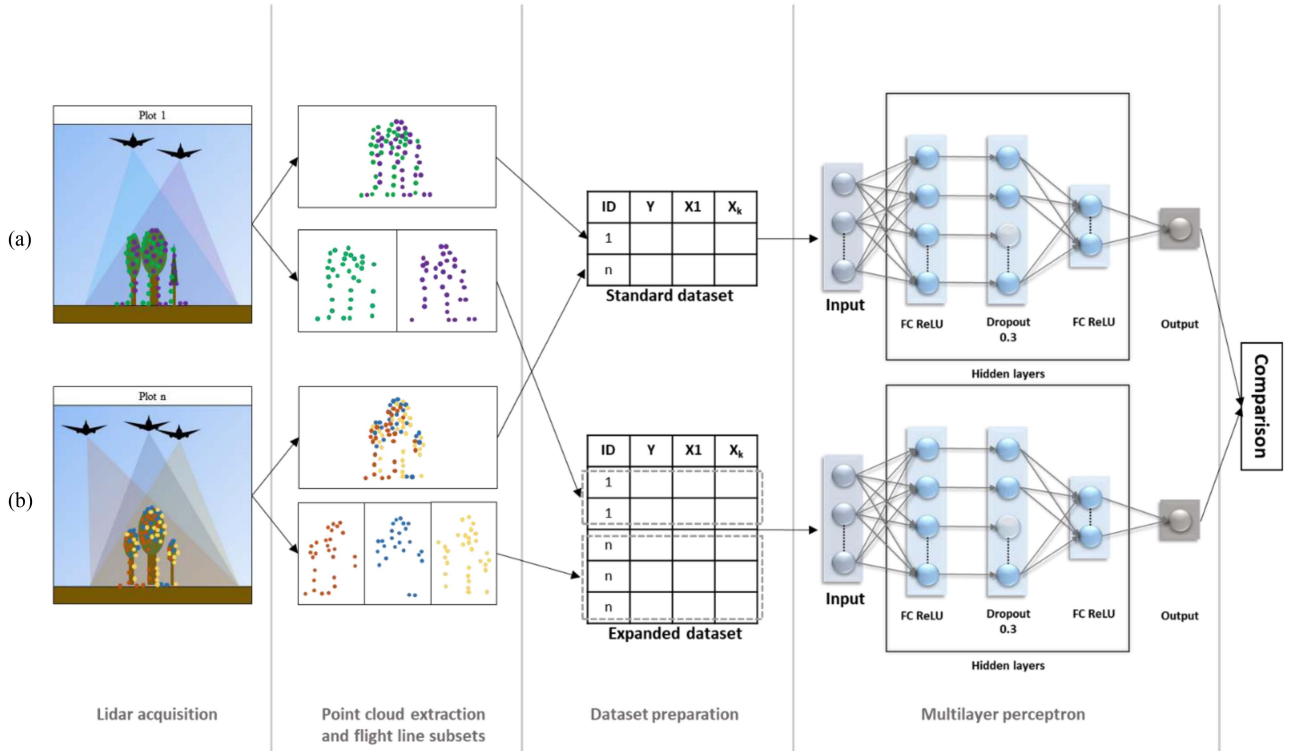 Plot 1
(a)
ID Y X1 Xk
1
n
Standard dataset
Input
FC ReLU
Dropout
0.3
FC ReLU
Output
Hidden layers
Plot n
(b)
ID Y X1 Xk
1
1
n
n
n
Expanded dataset
Input
FC ReLU
Dropout
0.3
FC ReLU
Output
Hidden layers
Comparison
Lidar acquisition
Point cloud extraction
and flight line subsets
Dataset preparation
Multilayer perceptron